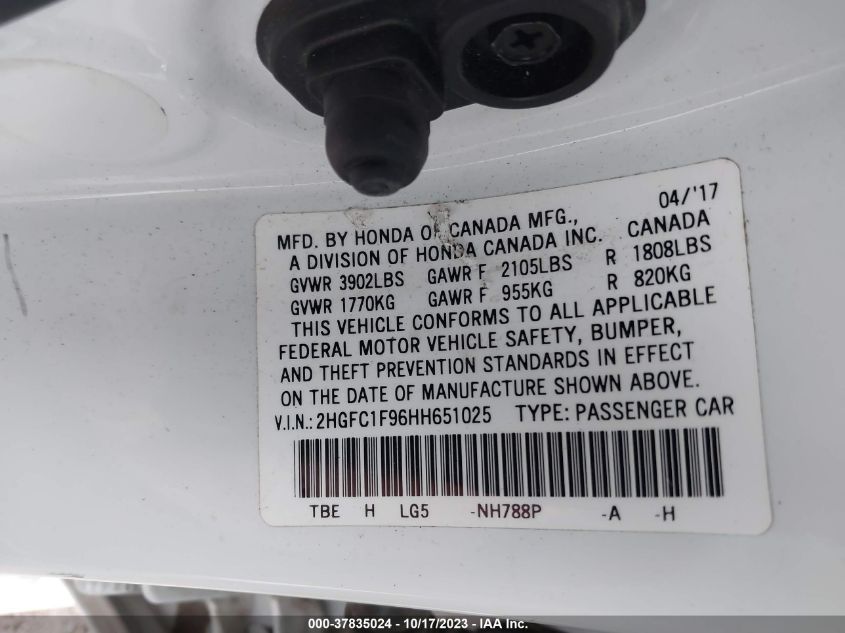 04/'17
MFD. BY HONDA OF CANADA MFG.,
A DIVISION OF HONDA CANADA INC. CANADA
GVWR 3902LBS GAWR F 2105LBS R 1808LBS
GVWR 1770KG GAWR F 955KG R 820KG
THIS VEHICLE CONFORMS TO ALL APPLICABLE
FEDERAL MOTOR VEHICLE SAFETY, BUMPER,
AND THEFT PREVENTION STANDARDS IN EFFECT
ON THE DATE OF MANUFACTURE SHOWN ABOVE.
V.I.N.: 2HGFC1F96HH651025 TYPE: PASSENGER CAR
TBE H LG5 -NH788P -A -H
000-37835024 - 10/17/2023 - IAA Inc.